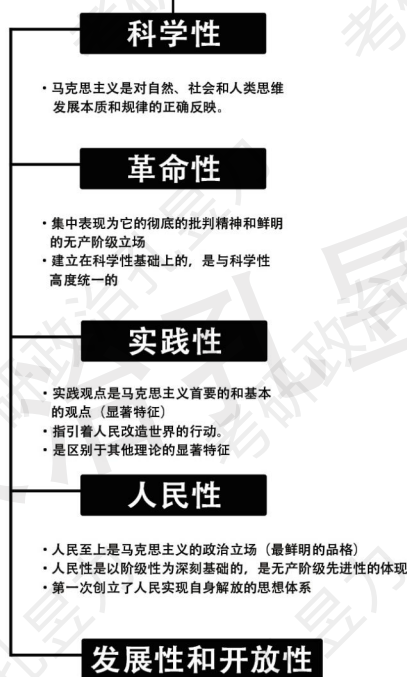 科学性
・马克思主义是对自然、社会和人类思维
发展本质和规律的正确反映。
革命性
・集中表现为它的彻底的批判精神和鲜明
的无产阶级立场
・建立在科学性基础上的，是与科学性
高度统一的
实践性
・实践观点是马克思主义首要的和基本
的观点（显著特征）
・指引着人民改造世界的行动。
・是区别于其他理论的显著特征
人民性
・人民至上是马克思主义的政治立场（最鲜明的品格）
・人民性是以阶级性为深刻基础的，是无产阶级先进性的体现
・第一次创立了人民实现自身解放的思想体系
发展性和开放性